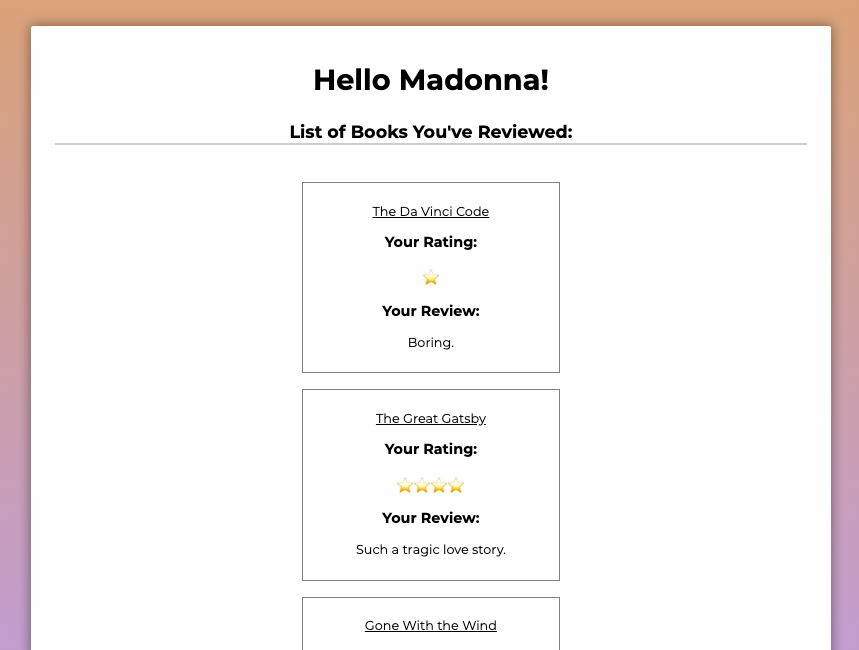 Hello Madonna!
List of Books You've Reviewed:
The Da Vinci Code
Your Rating:
⭐
Your Review:
Boring.
The Great Gatsby
Your Rating:
⭐⭐⭐⭐
Your Review:
Such a tragic love story.
Gone With the Wind